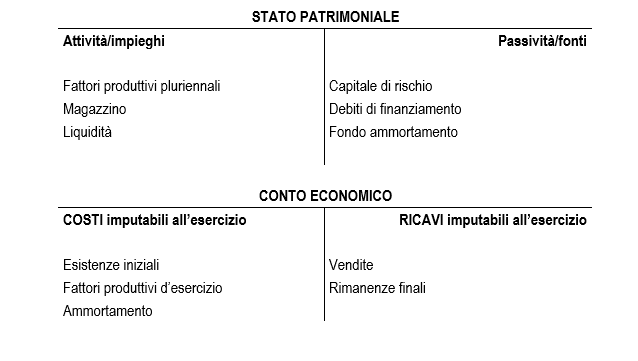 STATO PATRIMONIALE
Attività/impieghi Passività/fonti
Fattori produttivi pluriennali Capitale di rischio
Magazzino Debiti di finanziamento
Liquidità Fondo ammortamento
CONTO ECONOMICO
COSTI imputabili all’esercizio RICAVI imputabili all’esercizio
Esistenze iniziali Vendite
Fattori produttivi d’esercizio Rimanenze finali
Ammortamento